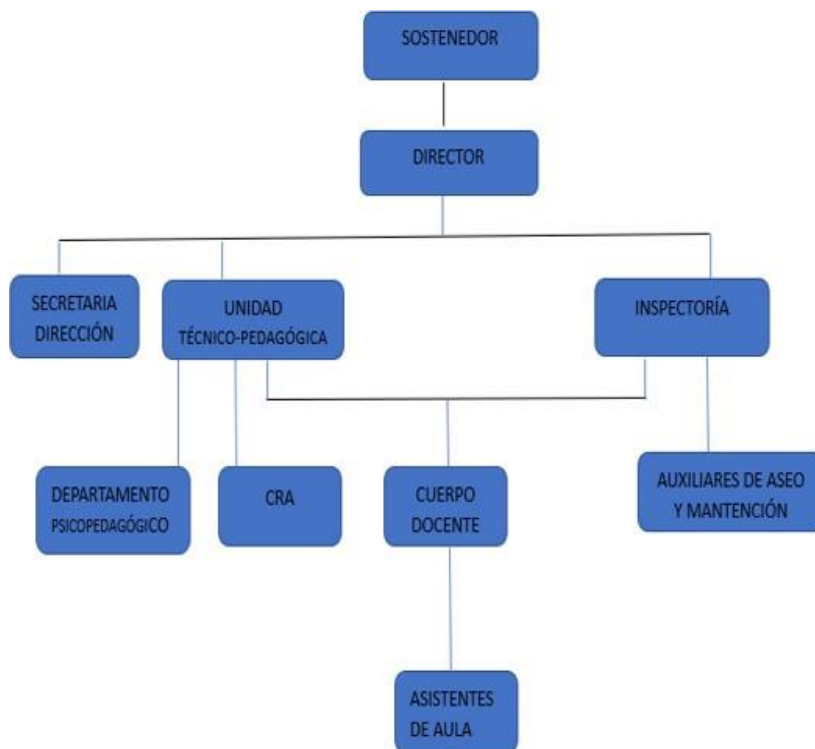 SOSTENEDOR
DIRECTOR
SECRETARIA
DIRECCIÓN
UNIDAD
TÉCNICO-PEDAGÓGICA
INSPECTORÍA
DEPARTAMENTO
PSICOPEDAGÓGICO
CRA
CUERPO
DOCENTE
AUXILIARES DE ASEO
Y MANTENCIÓN
ASISTENTES
DE AULA